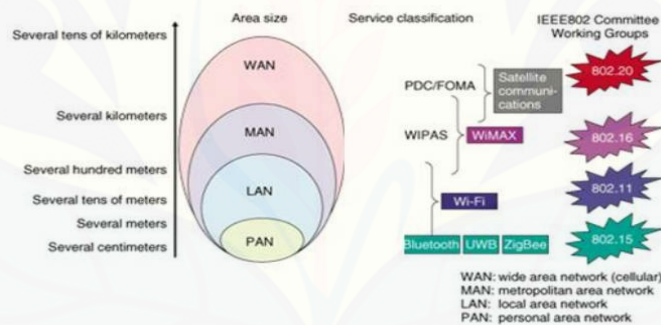 Area size
Service classification
IEEE802 Committee
Working Groups
Several tens of kilometers
Several kilometers
Several hundred meters
Several tens of meters
Several meters
Several centimeters
WAN
MAN
LAN
PAN
PDC/FOMA
Satellite
communi-
cations
WIPAS
WiMAX
Wi-Fi
Bluetooth
UWB
ZigBee
802.20
802.16
802.11
802.15
WAN: wide area network (cellular)
MAN: metropolitan area network
LAN: local area network
PAN: personal area network